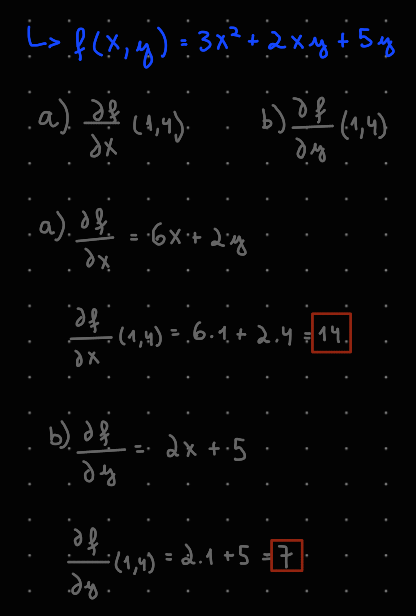 ↳ f(x,y) = 3x² + 2xy + 5y
a) ∂f/∂x (1,4) b) ∂f/∂y (1,4)
a) ∂f/∂x = 6x + 2y
∂f/∂x (1,4) = 6.1 + 2.4 = 14
b) ∂f/∂y = 2x + 5
∂f/∂y (1,4) = 2.1 + 5 = 7